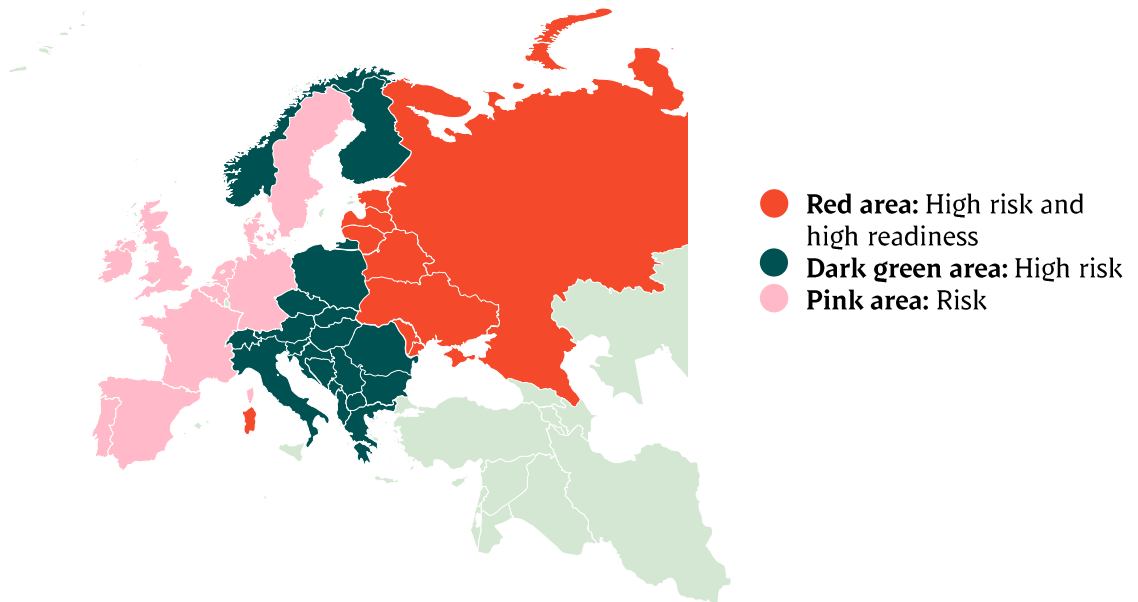 Red area: High risk and
high readiness
Dark green area: High risk
Pink area: Risk